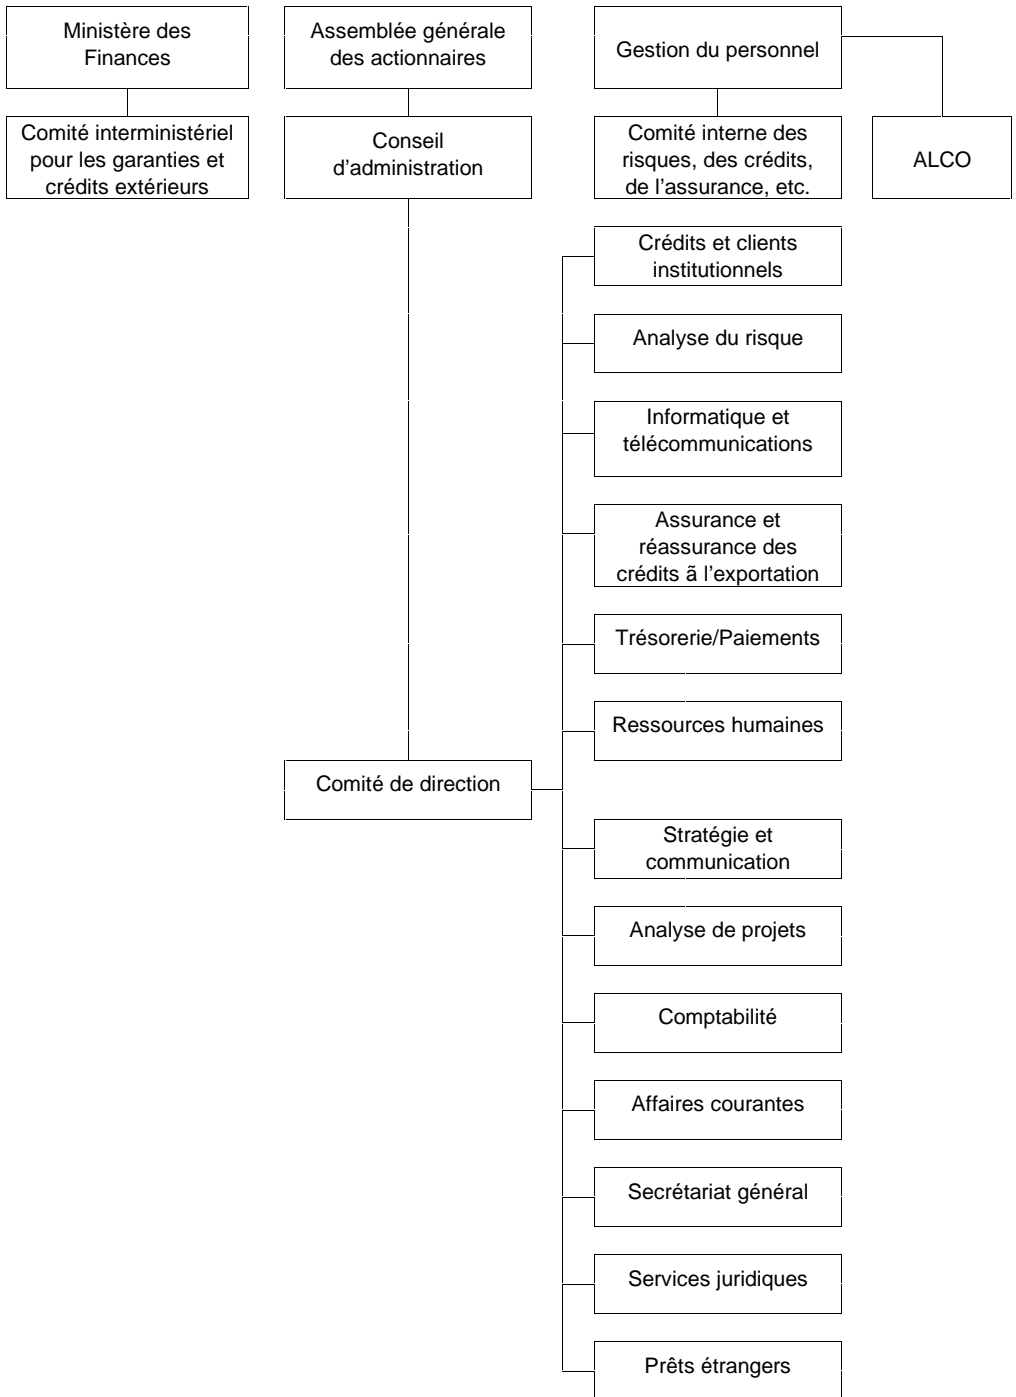 Ministère des
Finances
Assemblée générale
des actionnaires
Gestion du personnel
Comité interministériel
pour les garanties et
crédits extérieurs
Conseil
d'administration
Comité interne des
risques, des crédits,
de l'assurance, etc.
ALCO
Crédits et clients
institutionnels
Analyse du risque
Informatique et
télécommunications
Assurance et
réassurance des
crédits ã l'exportation
Trésorerie/Paiements
Ressources humaines
Comité de direction
Stratégie et
communication
Analyse de projets
Comptabilité
Affaires courantes
Secrétariat général
Services juridiques
Prêts étrangers